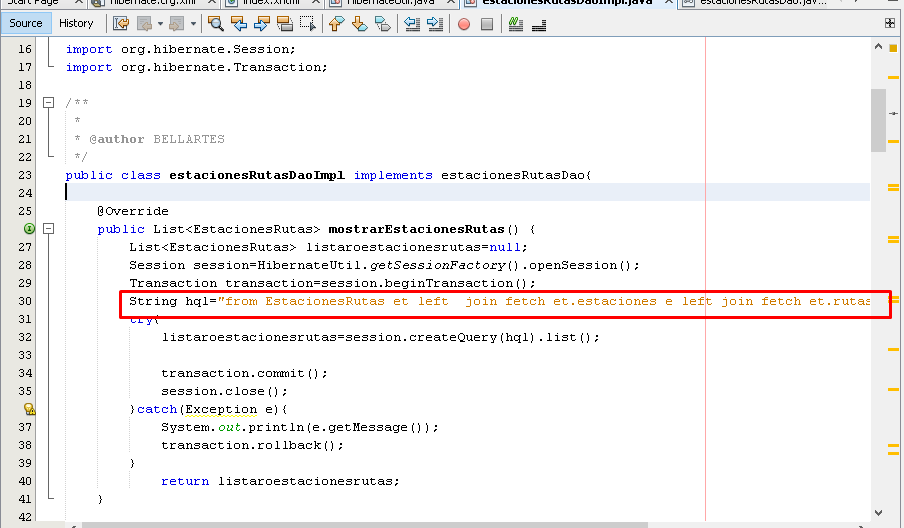 Start Page hibernate.cfg.xml index.xhtml HibernateUtil.java estacionesRutasDaoImpl.java estacionesRutasDao.jav...
Source History
16 import org.hibernate.Session;
17 import org.hibernate.Transaction;
18
19 /**
20 *
21 * @author BELLARTES
22 */
23 public class estacionesRutasDaoImpl implements estacionesRutasDao{
24
25 @Override
public List<EstacionesRutas> mostrarEstacionesRutas() {
27 List<EstacionesRutas> listaroestacionesrutas=null;
28 Session session=HibernateUtil.getSessionFactory().openSession();
29 Transaction transaction=session.beginTransaction();
30 String hql="from EstacionesRutas et left  join fetch et.estaciones e left join fetch et.rutas
31 try{
32 listaroestacionesrutas=session.createQuery(hql).list();
33
34 transaction.commit();
35 session.close();
}catch(Exception e){
37 System.out.println(e.getMessage());
38 transaction.rollback();
39 }
40 return listaroestacionesrutas;
41 }
42